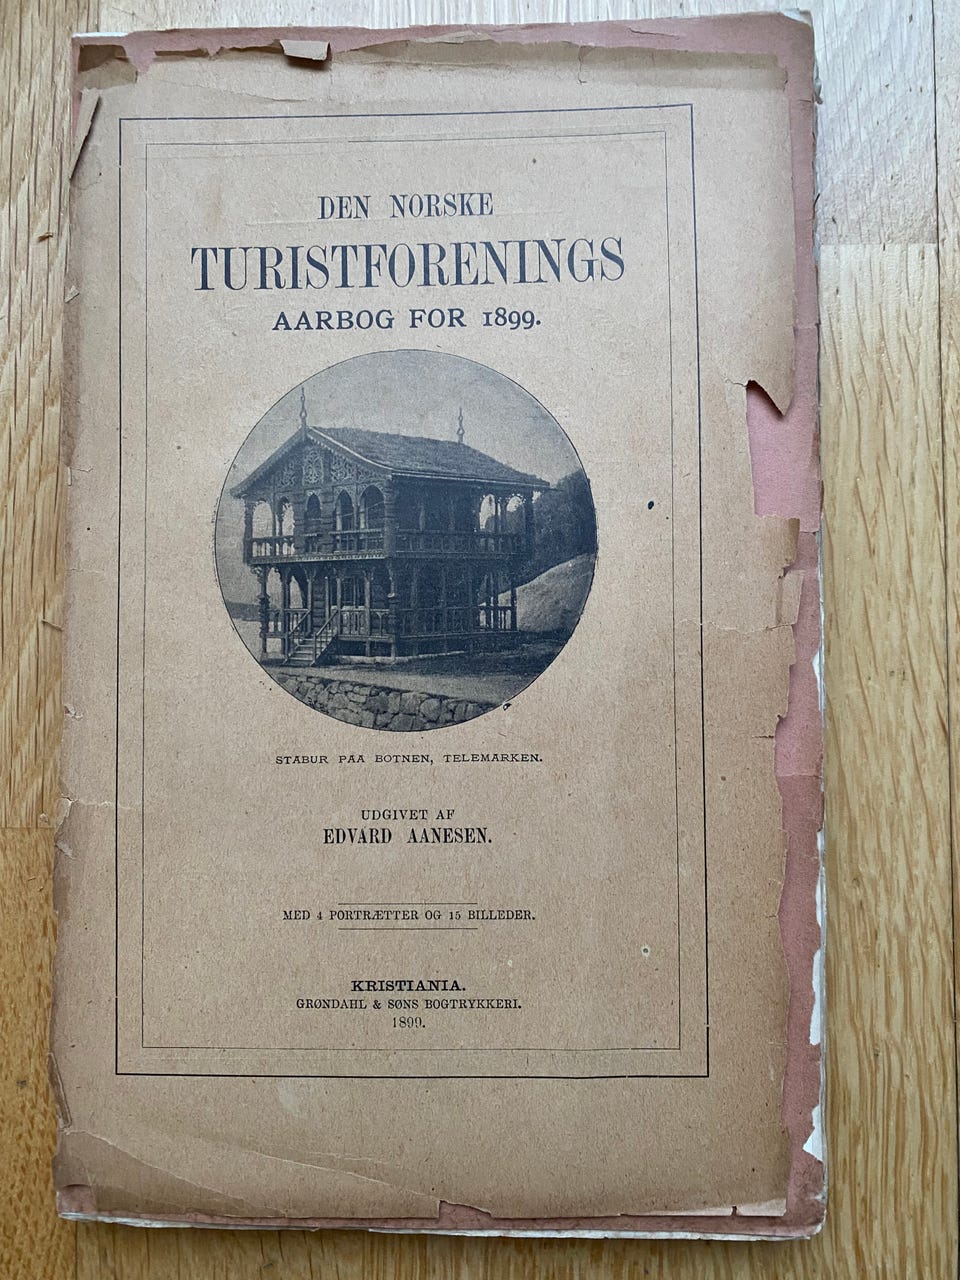 DEN NORSKE
TURISTFORENINGS
AARBOG FOR 1899.
STABUR PAA BOTNEN, TELEMARKEN.
UDGIVET AF
EDVARD AANESEN.
MED 4 PORTRÆTTER OG 15 BILLEDER.
KRISTIANIA.
GRØNDAHL & SØNS BOGTRYKKERI.
1899.